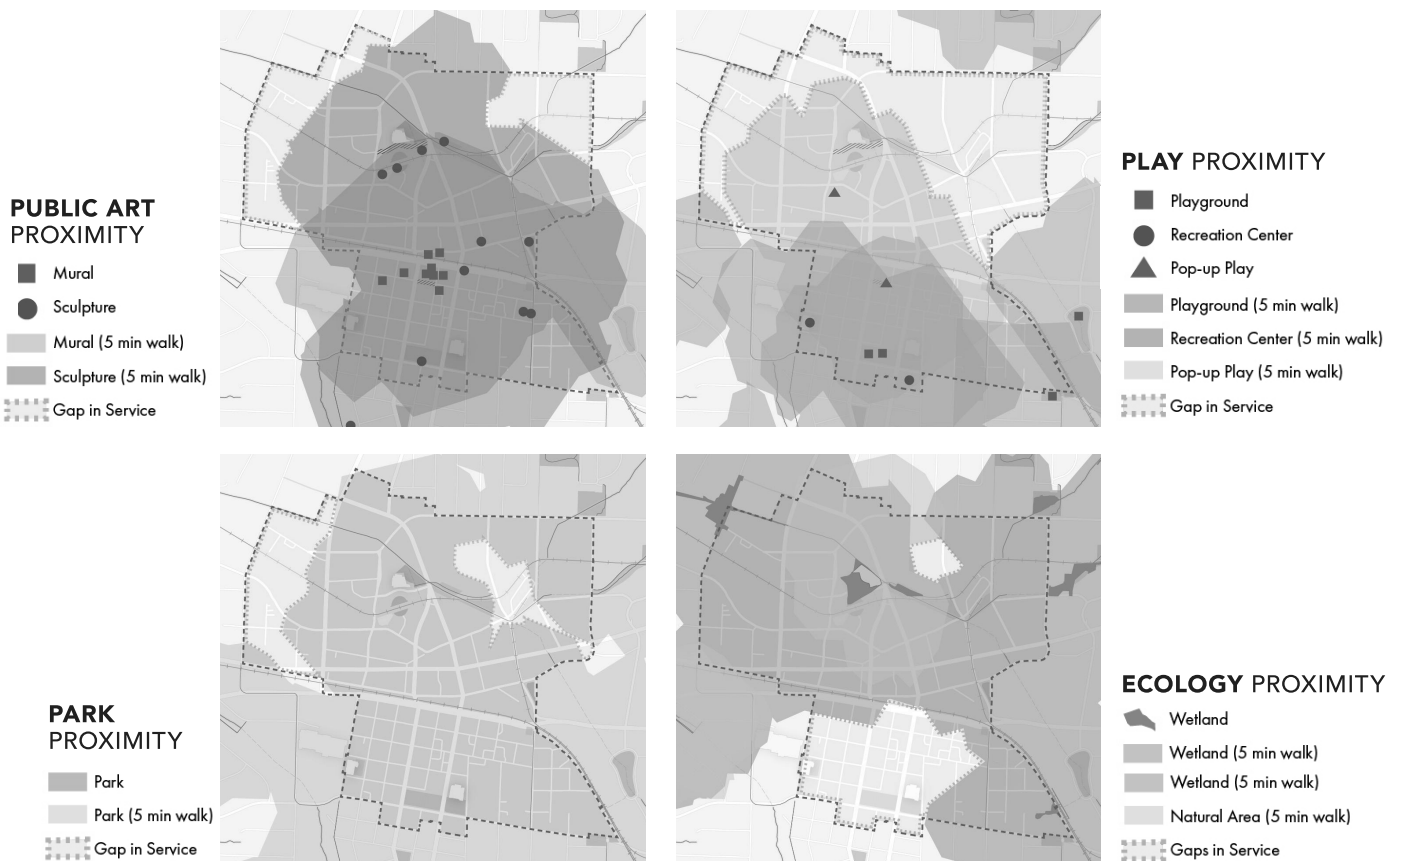 PUBLIC ART
PROXIMITY
Mural
Sculpture
Mural (5 min walk)
Sculpture (5 min walk)
Gap in Service
PLAY PROXIMITY
Playground
Recreation Center
Pop-up Play
Playground (5 min walk)
Recreation Center (5 min walk)
Pop-up Play (5 min walk)
Gap in Service
PARK
PROXIMITY
Park
Park (5 min walk)
Gap in Service
ECOLOGY PROXIMITY
Wetland
Wetland (5 min walk)
Wetland (5 min walk)
Natural Area (5 min walk)
Gaps in Service